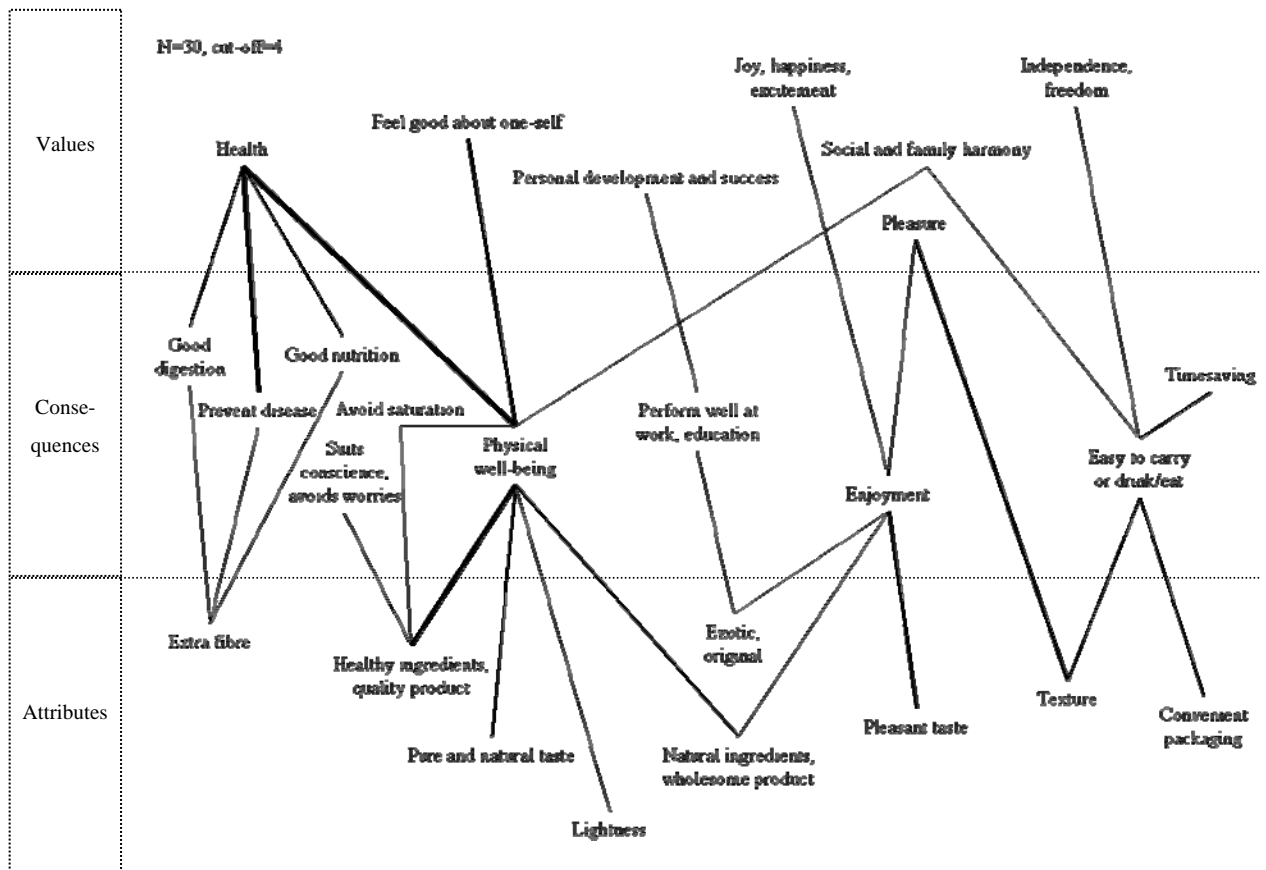 N=30, cut-off=4
Values
Joy, happiness,
excitement
Independence,
freedom
Feel good about one-self
Health
Social and family harmony
Personal development and success
Pleasure
Conse-
quences
Good
digestion
Good nutrition
Prevent disease
Avoid saturation
Suits
conscience,
avoids worries
Physical
well-being
Perform well at
work, education
Enjoyment
Timesaving
Easy to carry
or drink/eat
Attributes
Extra fibre
Healthy ingredients,
quality product
Pure and natural taste
Lightness
Exotic,
original
Natural ingredients,
wholesome product
Pleasant taste
Texture
Convenient
packaging